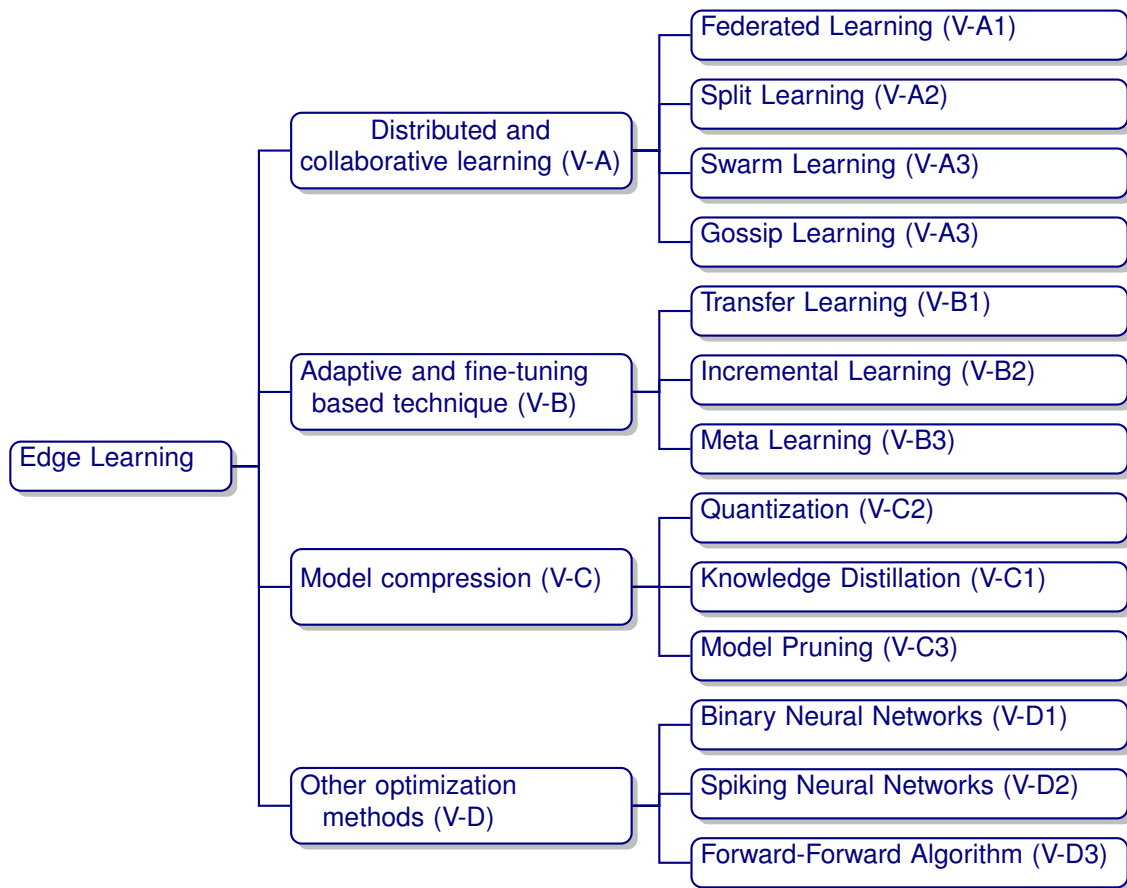 Edge Learning
Distributed and
collaborative learning (V-A)
Federated Learning (V-A1)
Split Learning (V-A2)
Swarm Learning (V-A3)
Gossip Learning (V-A3)
Adaptive and fine-tuning
based technique (V-B)
Transfer Learning (V-B1)
Incremental Learning (V-B2)
Meta Learning (V-B3)
Model compression (V-C)
Quantization (V-C2)
Knowledge Distillation (V-C1)
Model Pruning (V-C3)
Other optimization
methods (V-D)
Binary Neural Networks (V-D1)
Spiking Neural Networks (V-D2)
Forward-Forward Algorithm (V-D3)